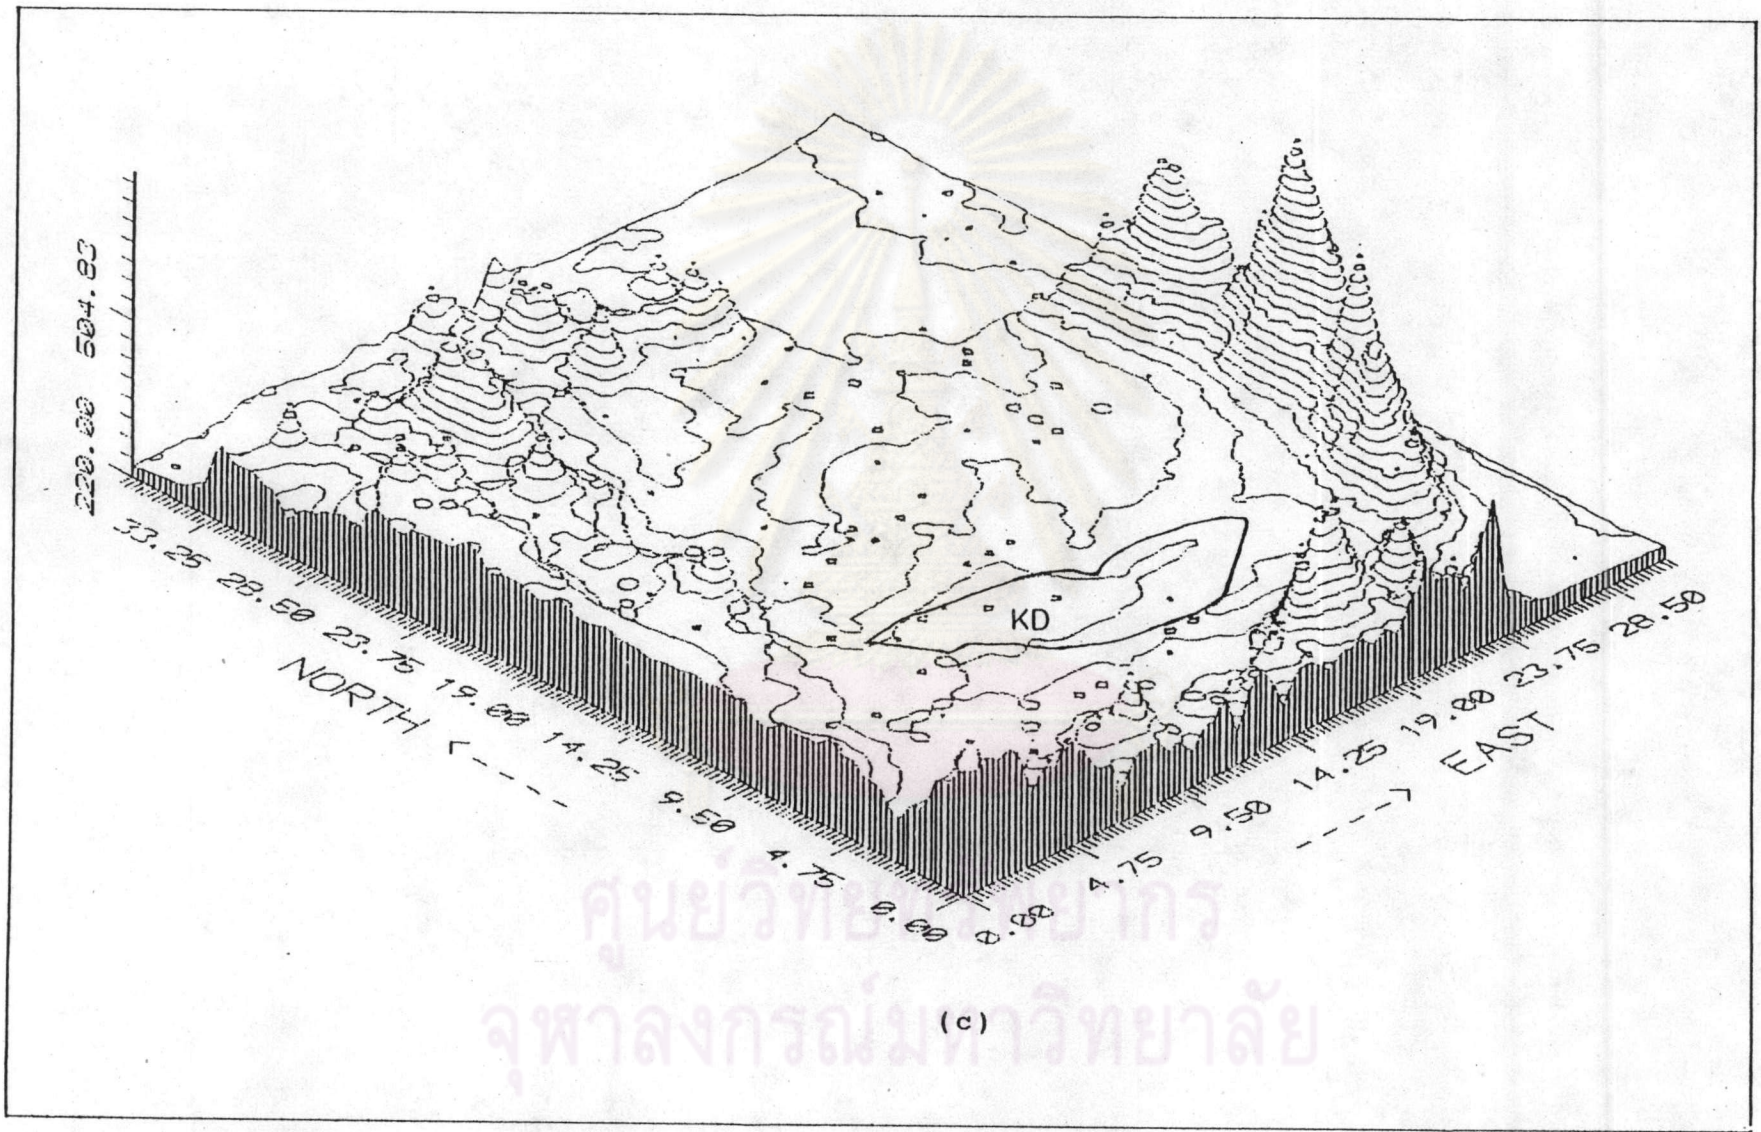 220.00 504.83
33.25 28.50 23.75 19.00 14.25 9.50 4.75 0.00
NORTH <----
0.00 4.75 9.50 14.25 19.00 23.75 28.50
----> EAST
KD
(c)
ศูนย์วิทยทรัพยากร
จุฬาลงกรณ์มหาวิทยาลัย